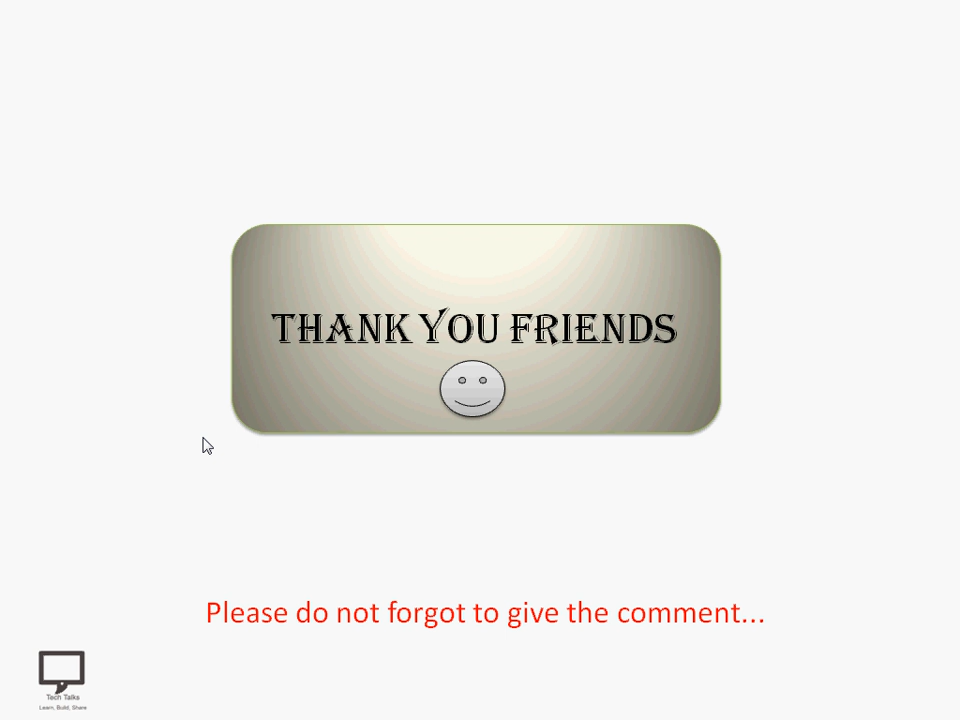 THANK YOU FRIENDS
Please do not forgot to give the comment...
Tech Talks
Learn, Build, Share